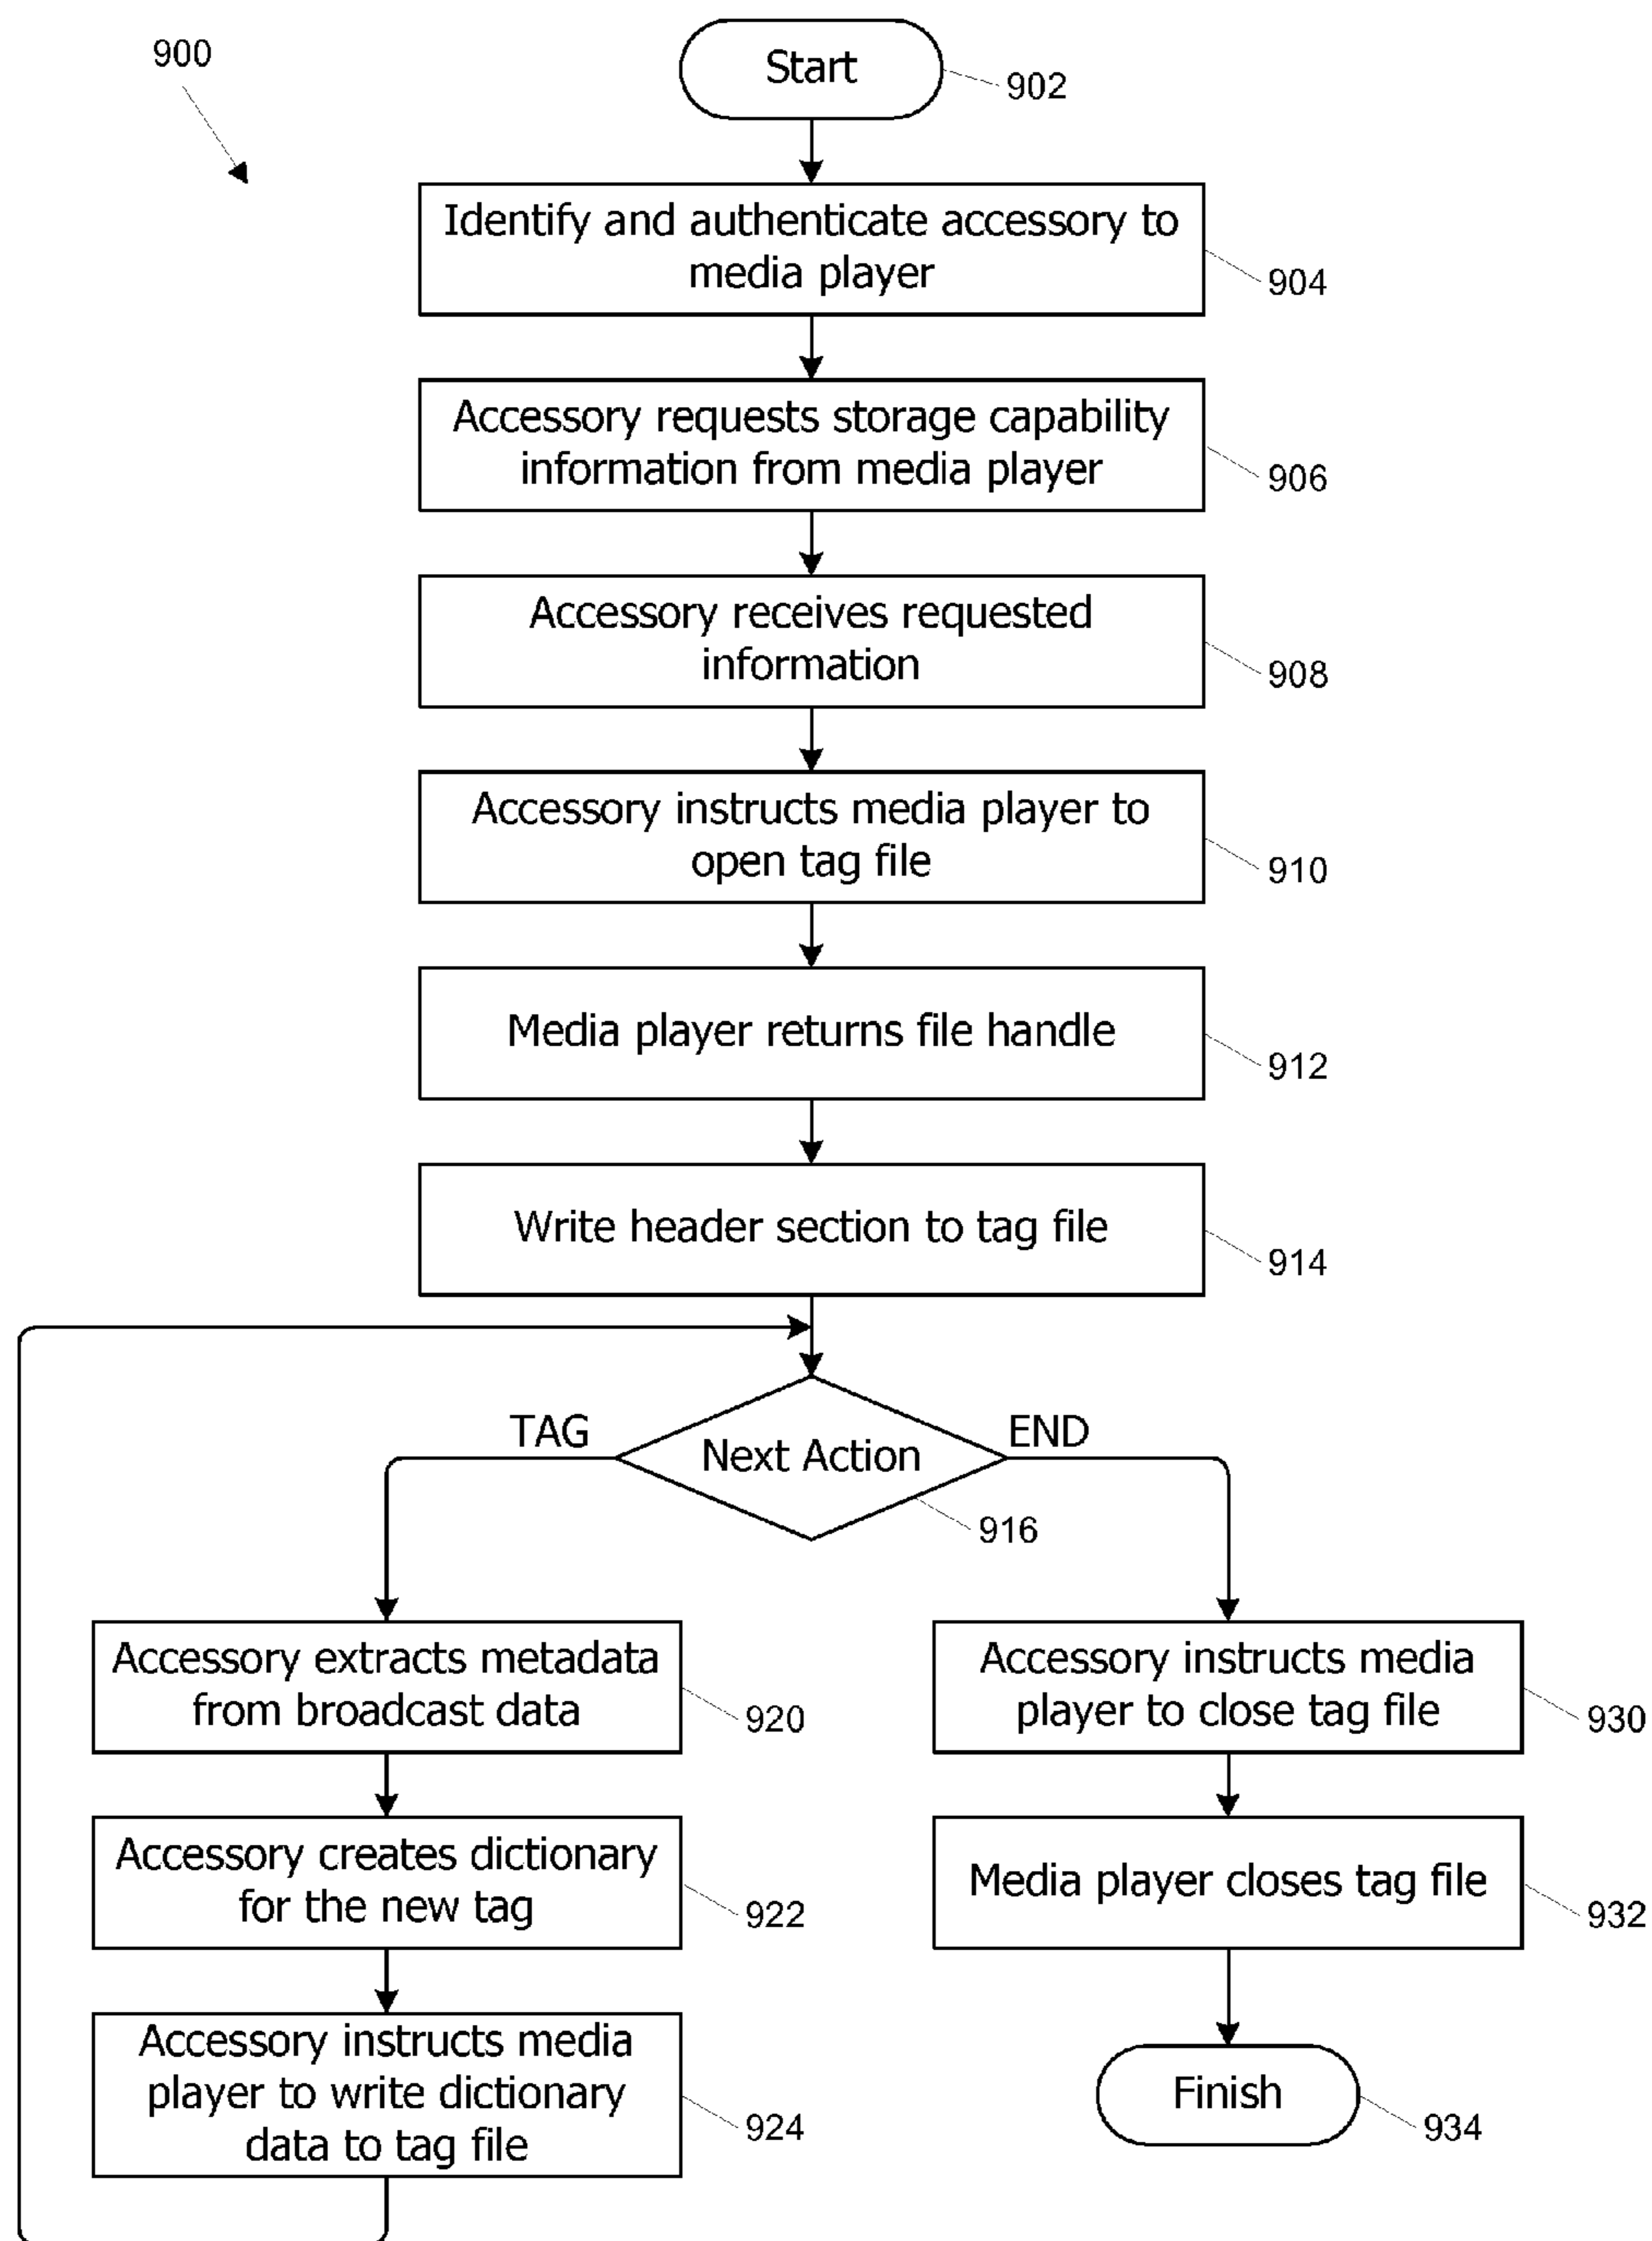 900
Start
902
Identify and authenticate accessory to
media player
904
Accessory requests storage capability
information from media player
906
Accessory receives requested
information
908
Accessory instructs media player to
open tag file
910
Media player returns file handle
912
Write header section to tag file
914
TAG
Next Action
END
916
Accessory extracts metadata
from broadcast data
920
Accessory creates dictionary
for the new tag
922
Accessory instructs media
player to write dictionary
data to tag file
924
Accessory instructs media
player to close tag file
930
Media player closes tag file
932
Finish
934